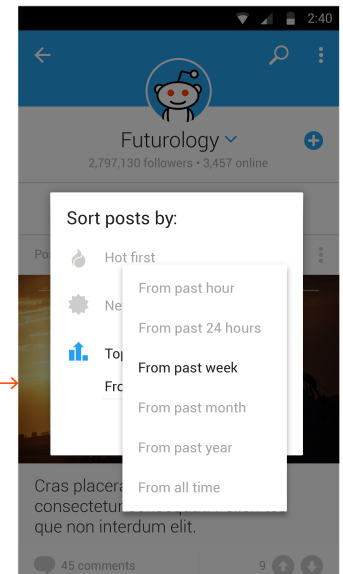 2:40
Futurology
2,797,130 followers • 3,457 online
Sort posts by:
Hot first
From past hour
From past 24 hours
From past week
From past month
From past year
From all time
Cras
que non interdum elit.
45 comments
9